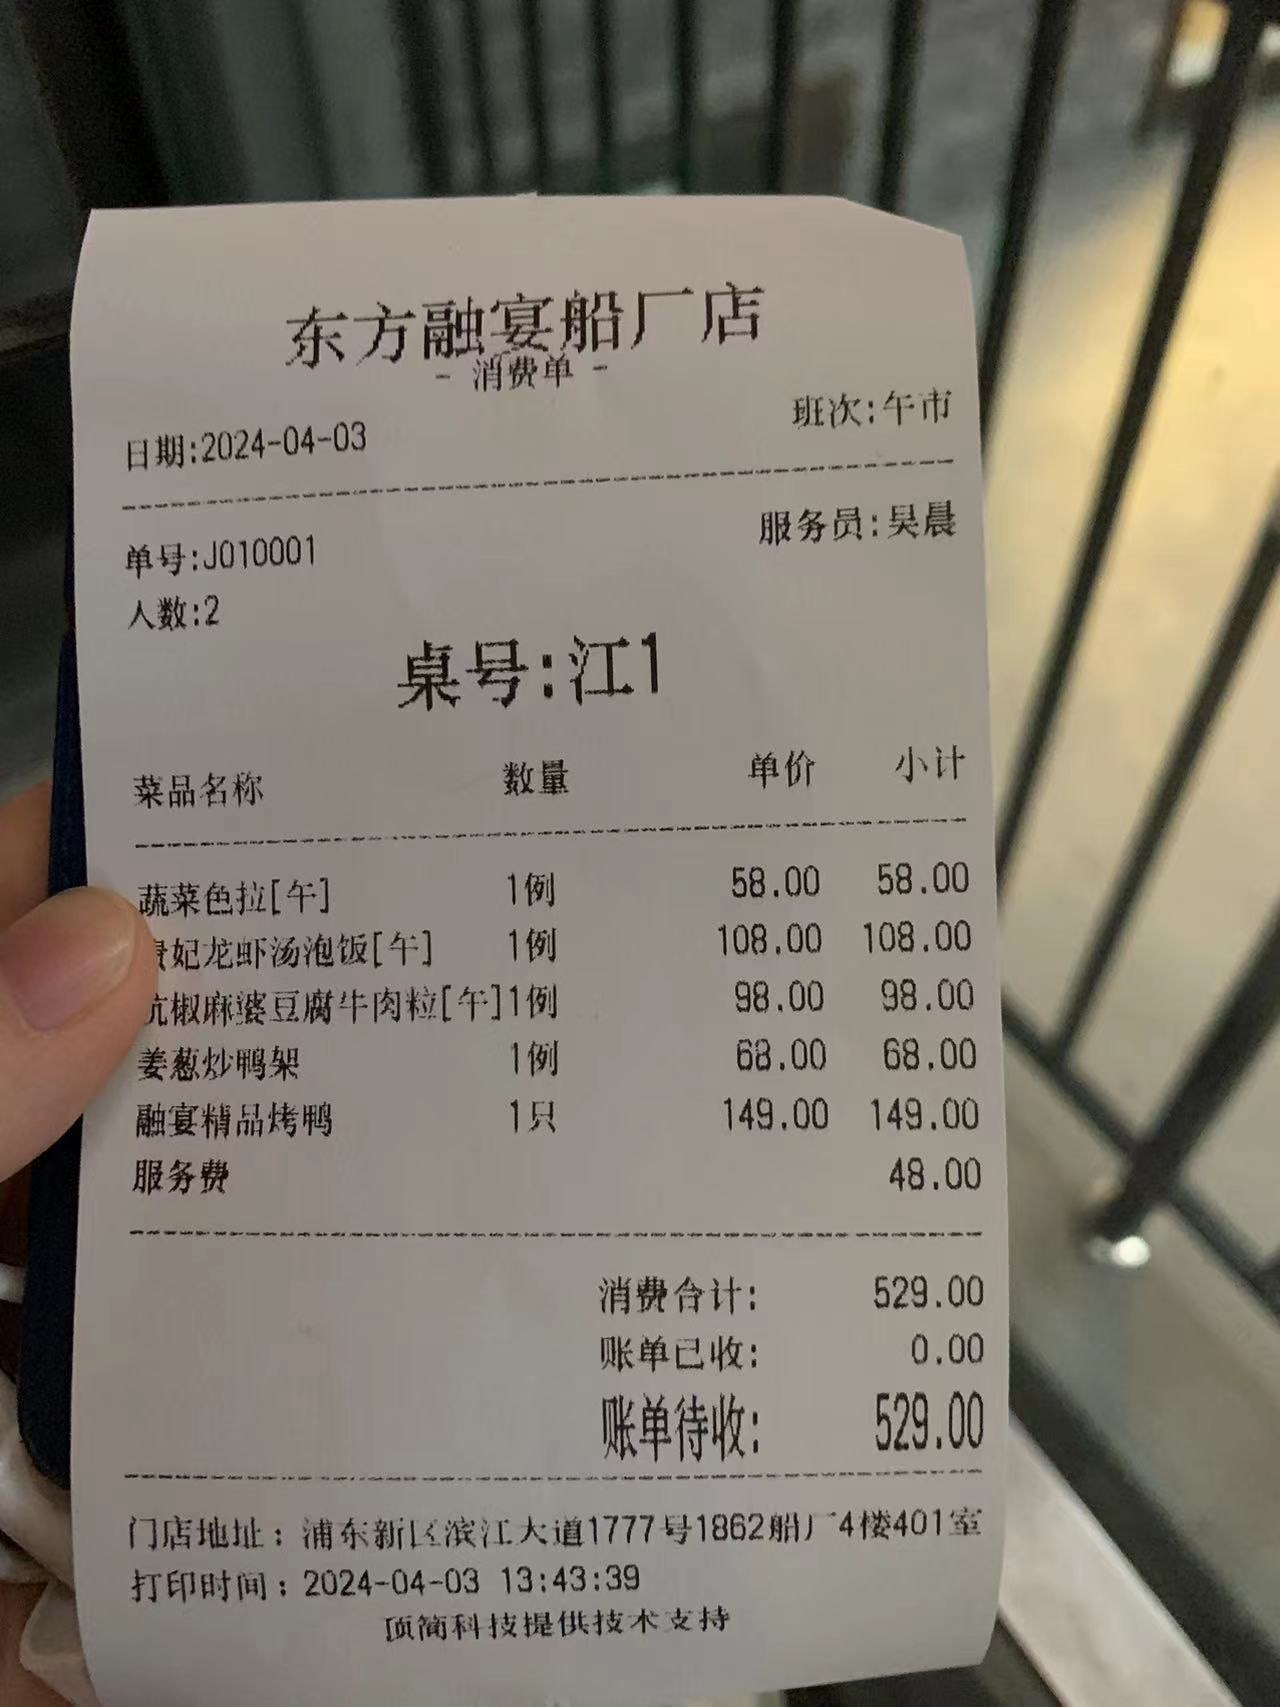 东方融宴船厂店
- 消费单 -
班次:午市
日期:2024-04-03
服务员:吴晨
单号:J010001
人数:2
桌号:江1
菜品名称 数量 单价 小计
蔬菜色拉[午] 1例 58.00 58.00
贵妃龙虾汤泡饭[午] 1例 108.00 108.00
椒麻婆豆腐牛肉粒[午]1例 98.00 98.00
姜葱炒鸭架 1例 68.00 68.00
融宴精品烤鸭 1只 149.00 149.00
服务费 48.00
消费合计: 529.00
账单已收: 0.00
账单待收: 529.00
门店地址：浦东新区滨江大道1777号1862船厂4楼401室
打印时间：2024-04-03 13:43:39
顶简科技提供技术支持